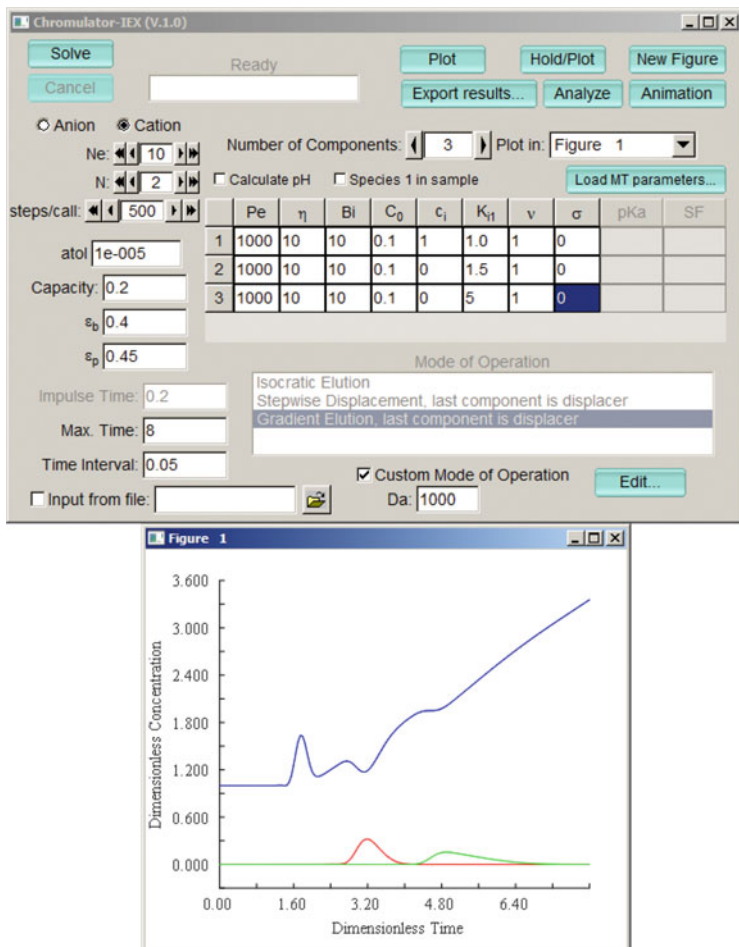 Chromulator-IEX (V.1.0)
Solve Ready Plot Hold/Plot New Figure
Cancel Export results... Analyze Animation
Anion Cation
Ne: 10 Number of Components: 3 Plot in: Figure 1
N: 2 Calculate pH Species 1 in sample Load MT parameters...
steps/call: 500 Pe η Bi C0 ci Ki1 ν σ pKa SF
1 1000 10 10 0.1 1 1.0 1 0
atol 1e-005 2 1000 10 10 0.1 0 1.5 1 0
Capacity: 0.2 3 1000 10 10 0.1 0 5 1 0
εb 0.4
εp 0.45
Mode of Operation
Impulse Time: 0.2 Isocratic Elution
Stepwise Displacement, last component is displacer
Max. Time: 8 Gradient Elution, last component is displacer
Time Interval: 0.05 Custom Mode of Operation Edit...
Input from file: Da: 1000
Figure 1
3.600
3.000
2.400
1.800
1.200
0.600
0.000
Dimensionless Concentration
0.00 1.60 3.20 4.80 6.40
Dimensionless Time